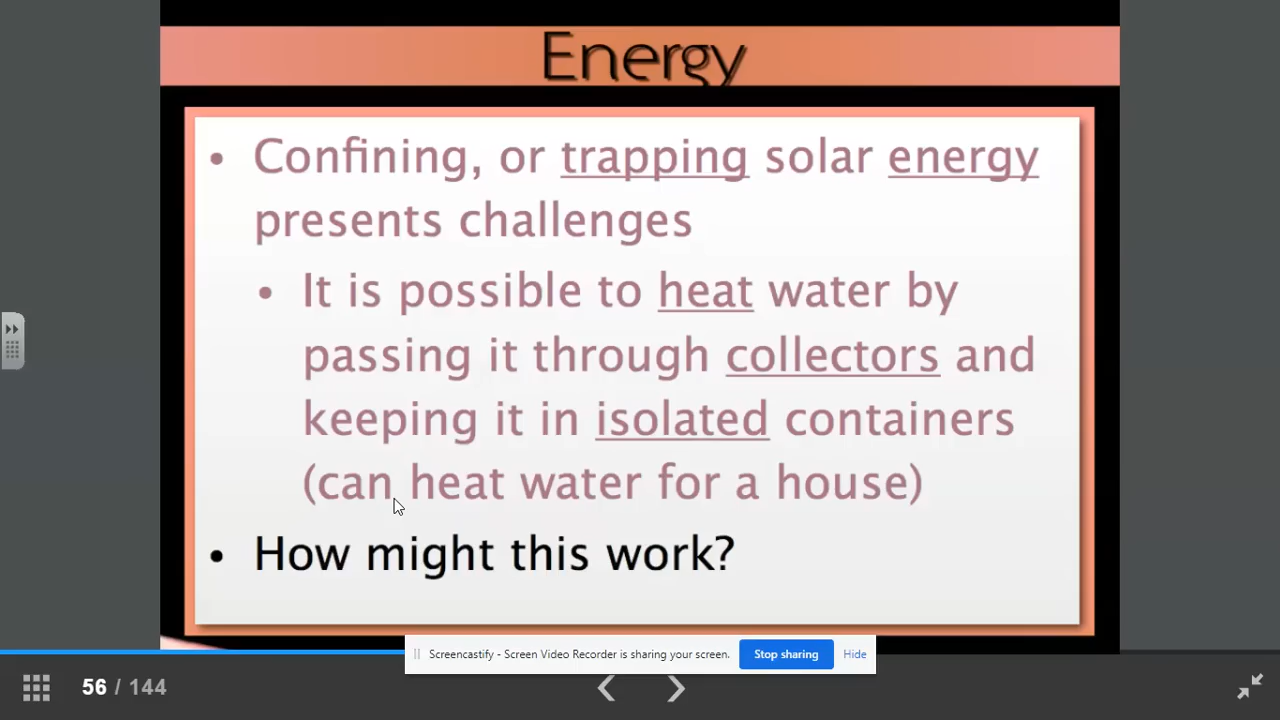 Energy
• Confining, or trapping solar energy
presents challenges
• It is possible to heat water by
passing it through collectors and
keeping it in isolated containers
(can heat water for a house)
• How might this work?
Screencastify - Screen Video Recorder is sharing your screen. Stop sharing Hide
56 / 144